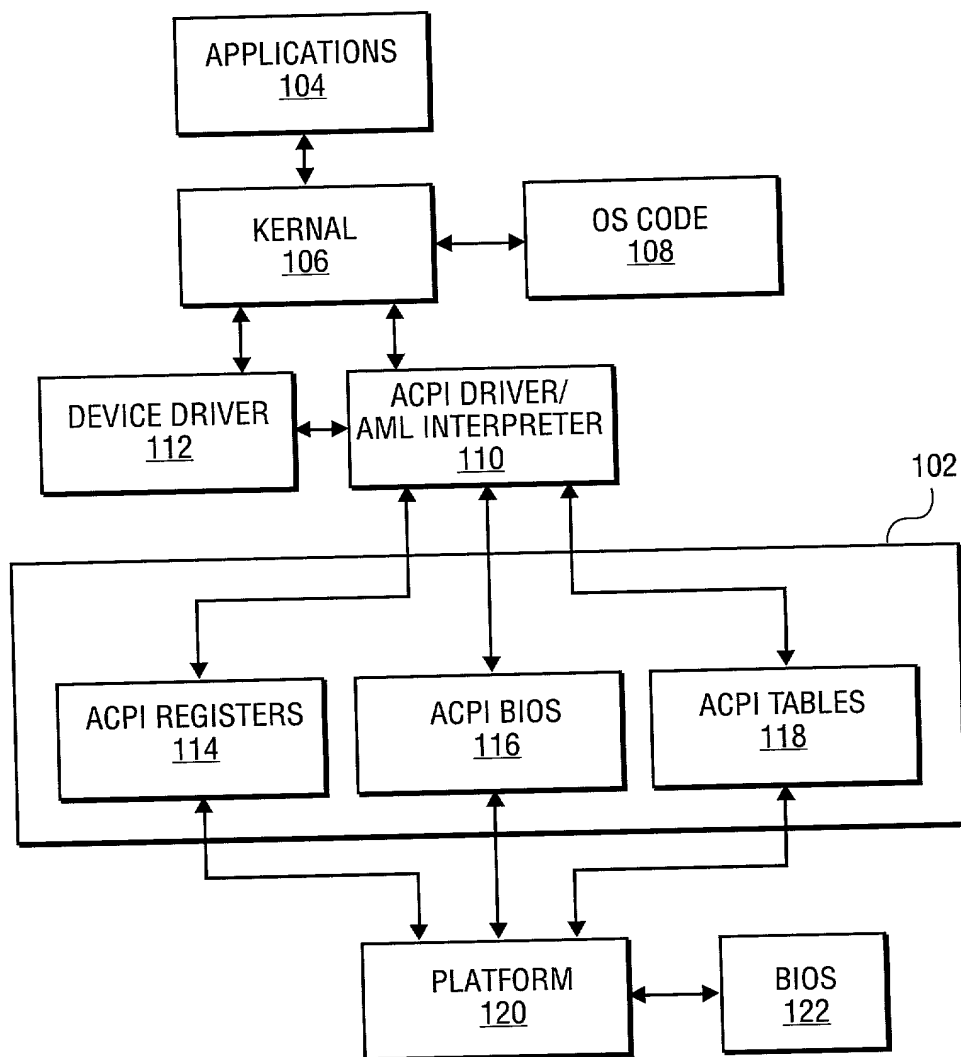 APPLICATIONS
104
KERNAL
106
OS CODE
108
DEVICE DRIVER
112
ACPI DRIVER/
AML INTERPRETER
110
102
ACPI REGISTERS
114
ACPI BIOS
116
ACPI TABLES
118
PLATFORM
120
BIOS
122